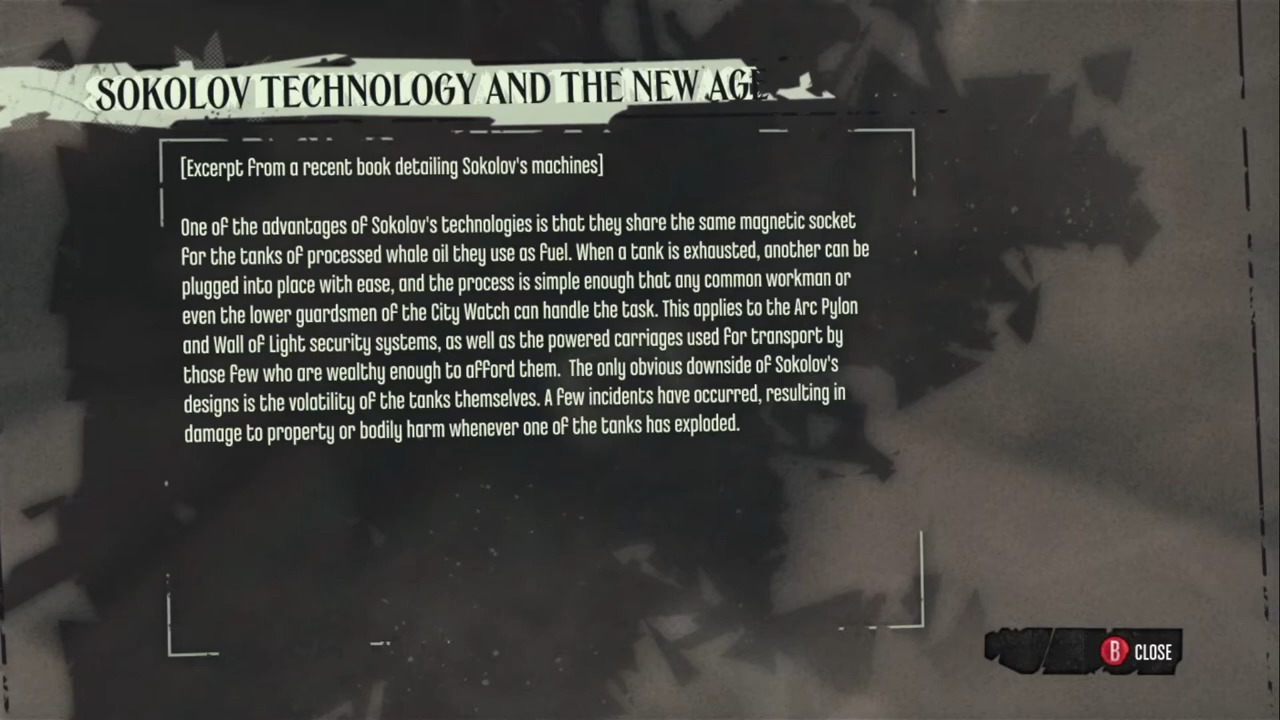 SOKOLOV TECHNOLOGY AND THE NEW AGE
[Excerpt from a recent book detailing Sokolov's machines]
One of the advantages of Sokolov's technologies is that they share the same magnetic socket
for the tanks of processed whale oil they use as fuel. When a tank is exhausted, another can be
plugged into place with ease, and the process is simple enough that any common workman or
even the lower guardsmen of the City Watch can handle the task. This applies to the Arc Pylon
and Wall of Light security systems, as well as the powered carriages used for transport by
those few who are wealthy enough to afford them.  The only obvious downside of Sokolov's
designs is the volatility of the tanks themselves. A few incidents have occurred, resulting in
damage to property or bodily harm whenever one of the tanks has exploded.
B CLOSE